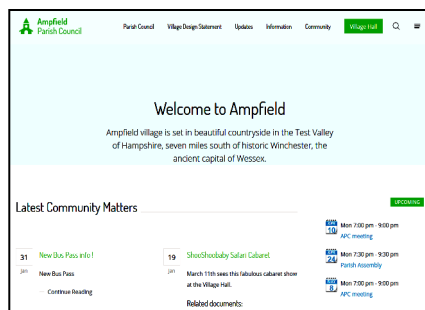 Ampfield
Parish Council
Parish Council Village Design Statement Updates Information Community Village Hall
Welcome to Ampfield
Ampfield village is set in beautiful countryside in the Test Valley
of Hampshire, seven miles south of historic Winchester, the
ancient capital of Wessex.
Latest Community Matters
UPCOMING
31
Jan
New Bus Pass info !
New Bus Pass
Continue Reading
19
Jan
ShooShoobaby Safari Cabaret
March 11th sees this fabulous cabaret show
at the Village Hall.
Related documents:
10
Mon 7:00 pm - 9:00 pm
APC meeting
24
Mon 7:30 pm - 9:30 pm
Parish Assembly
8
Mon 7:00 pm - 9:00 pm
APC meeting